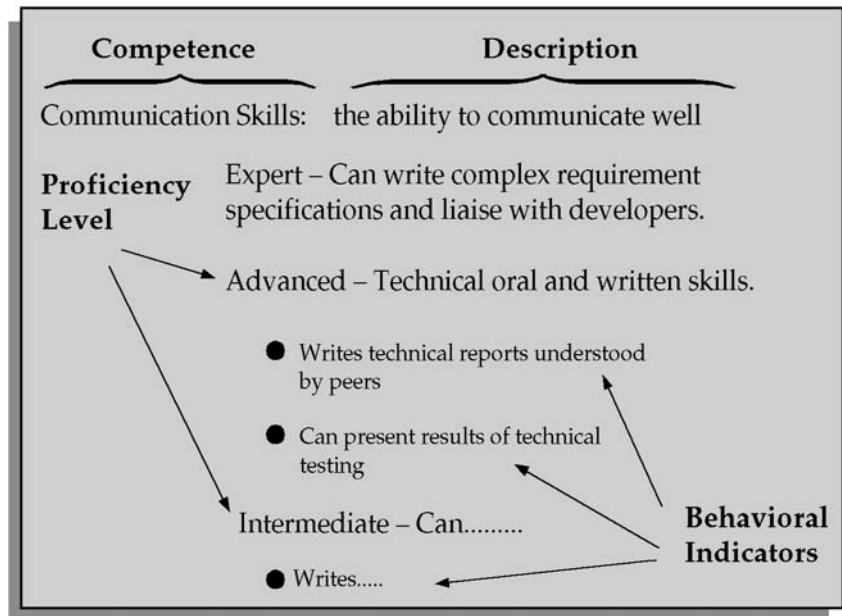 Competence Description
Communication Skills: the ability to communicate well
Proficiency
Level
Expert – Can write complex requirement
specifications and liaise with developers.
Advanced – Technical oral and written skills.
● Writes technical reports understood
by peers
● Can present results of technical
testing
Intermediate – Can.........
● Writes.....
Behavioral
Indicators